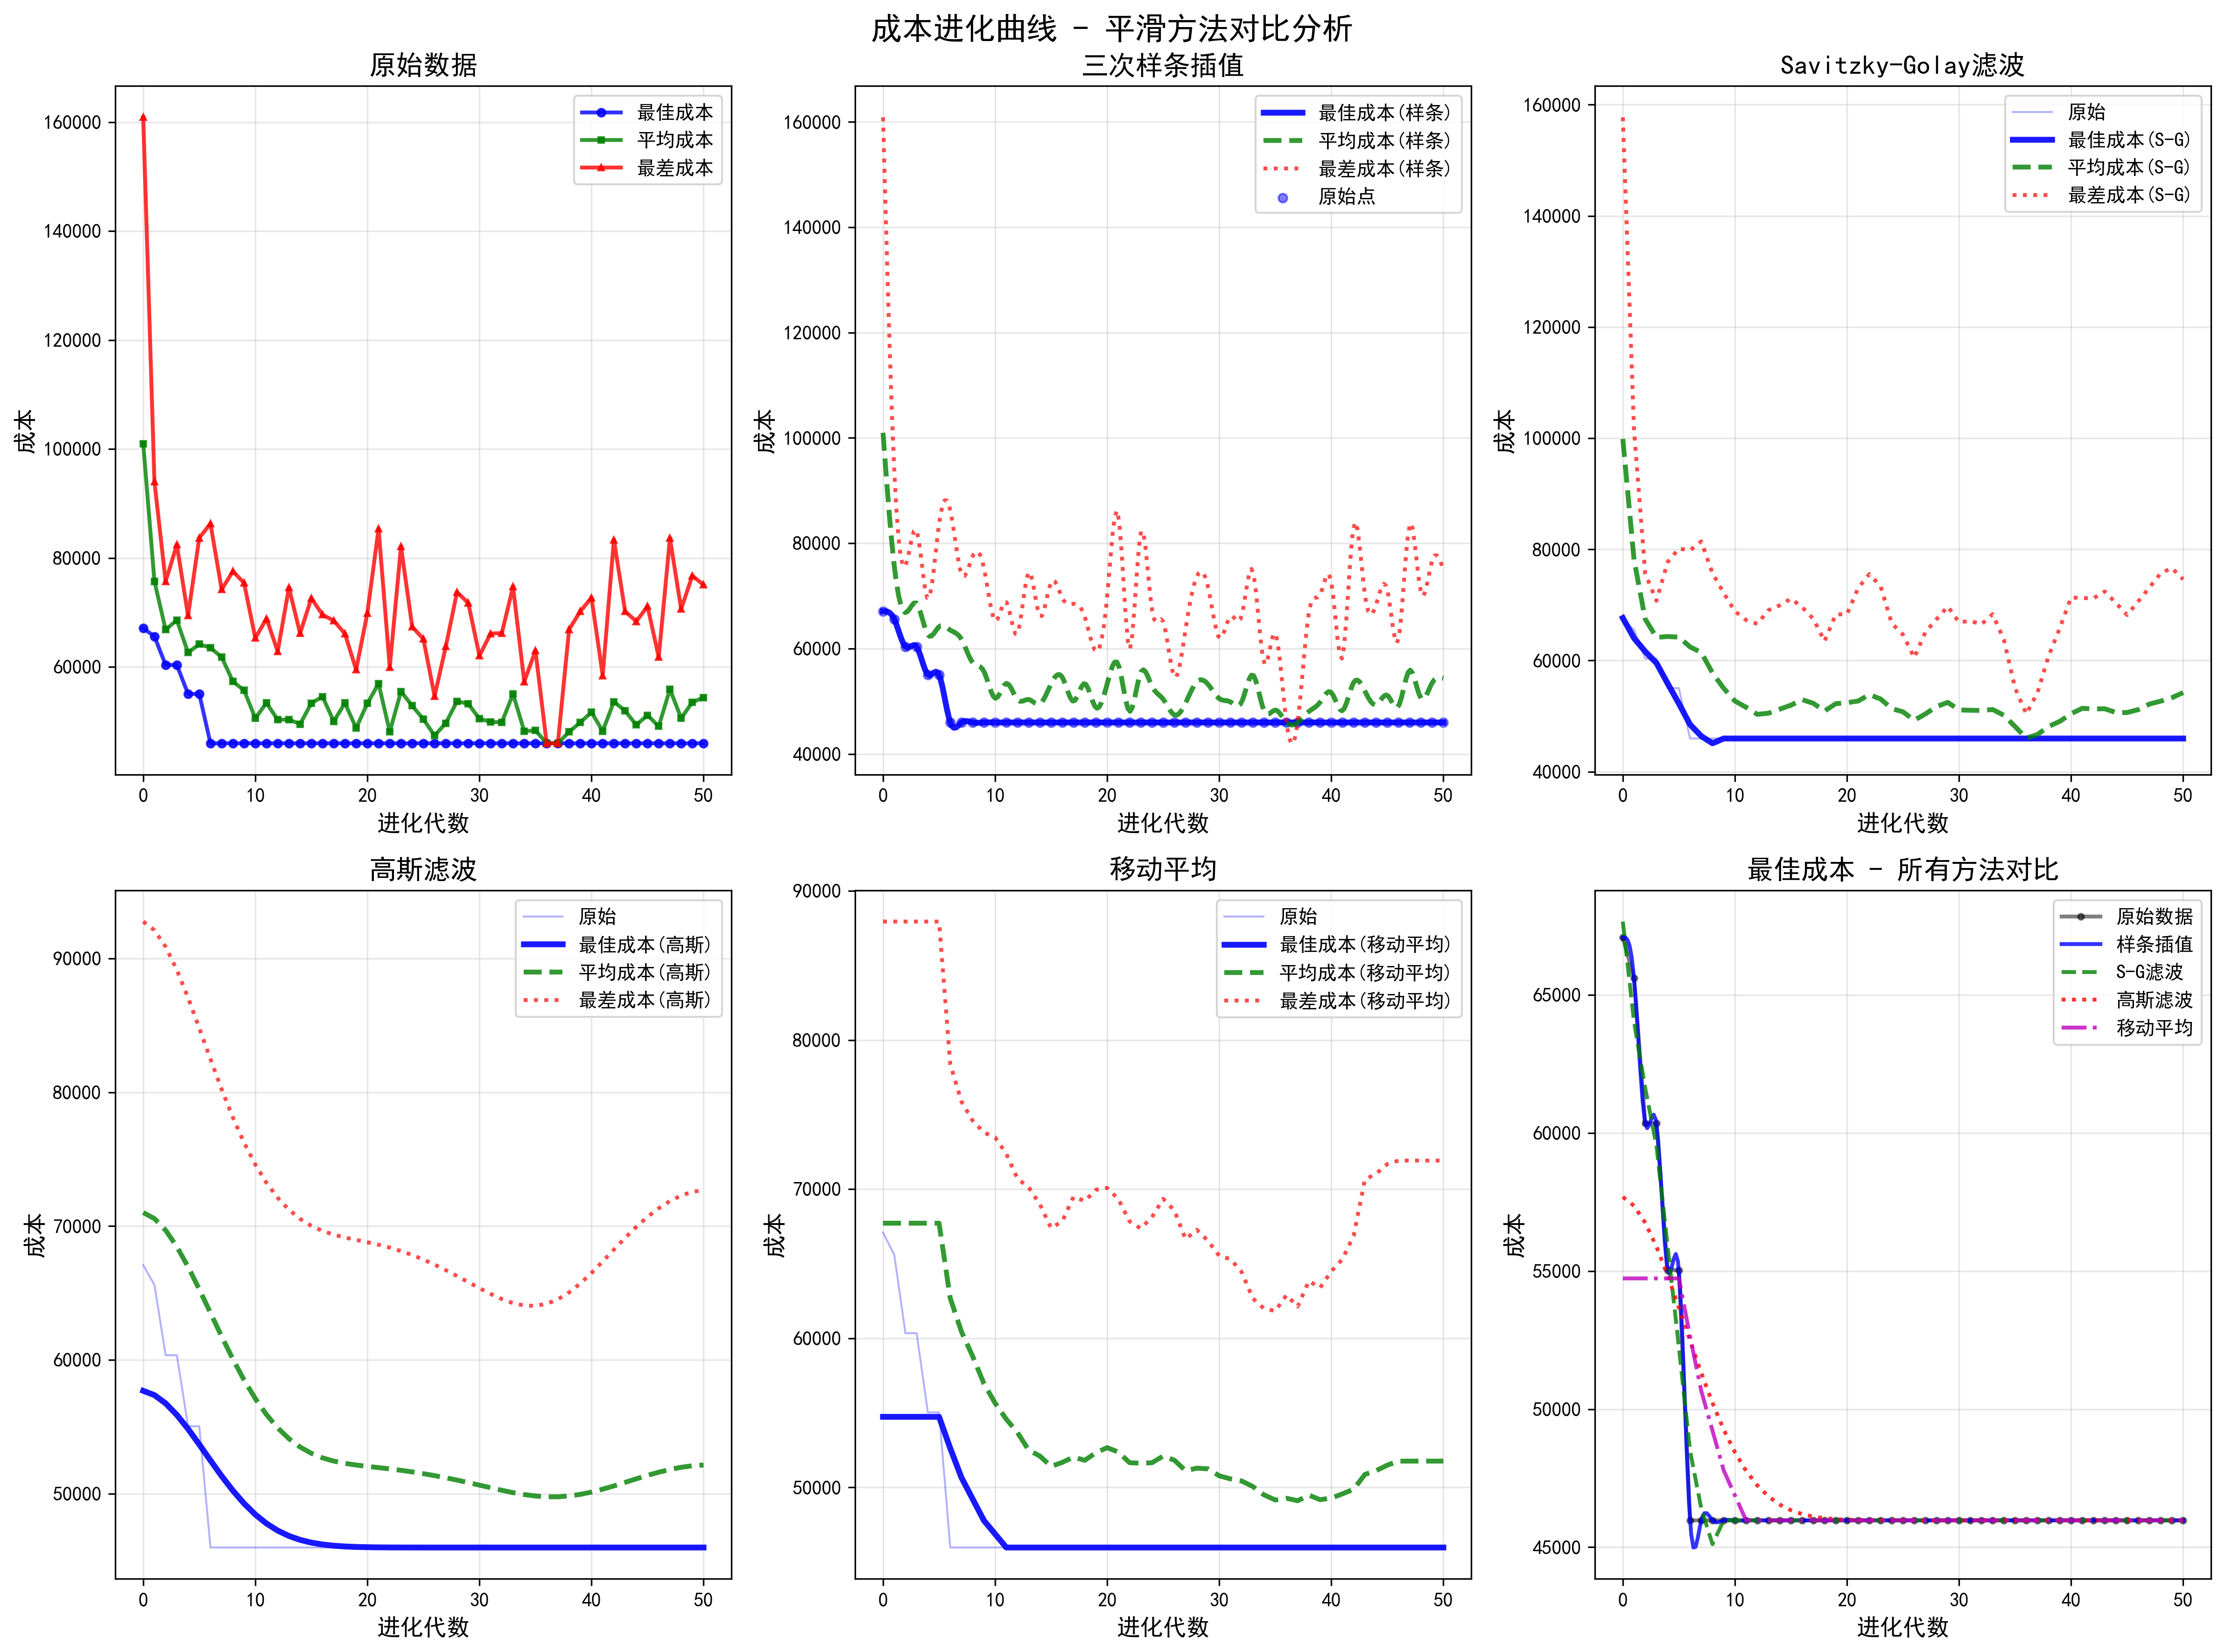 成本进化曲线 - 平滑方法对比分析
原始数据
160000
140000
120000
100000
80000
60000
成本
0 10 20 30 40 50
进化代数
最佳成本
平均成本
最差成本
三次样条插值
160000
140000
120000
100000
80000
60000
40000
成本
0 10 20 30 40 50
进化代数
最佳成本(样条)
平均成本(样条)
最差成本(样条)
原始点
Savitzky-Golay滤波
160000
140000
120000
100000
80000
60000
40000
成本
0 10 20 30 40 50
进化代数
原始
最佳成本(S-G)
平均成本(S-G)
最差成本(S-G)
高斯滤波
90000
80000
70000
60000
50000
成本
0 10 20 30 40 50
进化代数
原始
最佳成本(高斯)
平均成本(高斯)
最差成本(高斯)
移动平均
90000
80000
70000
60000
50000
成本
0 10 20 30 40 50
进化代数
原始
最佳成本(移动平均)
平均成本(移动平均)
最差成本(移动平均)
最佳成本 - 所有方法对比
65000
60000
55000
50000
45000
成本
0 10 20 30 40 50
进化代数
原始数据
样条插值
S-G滤波
高斯滤波
移动平均